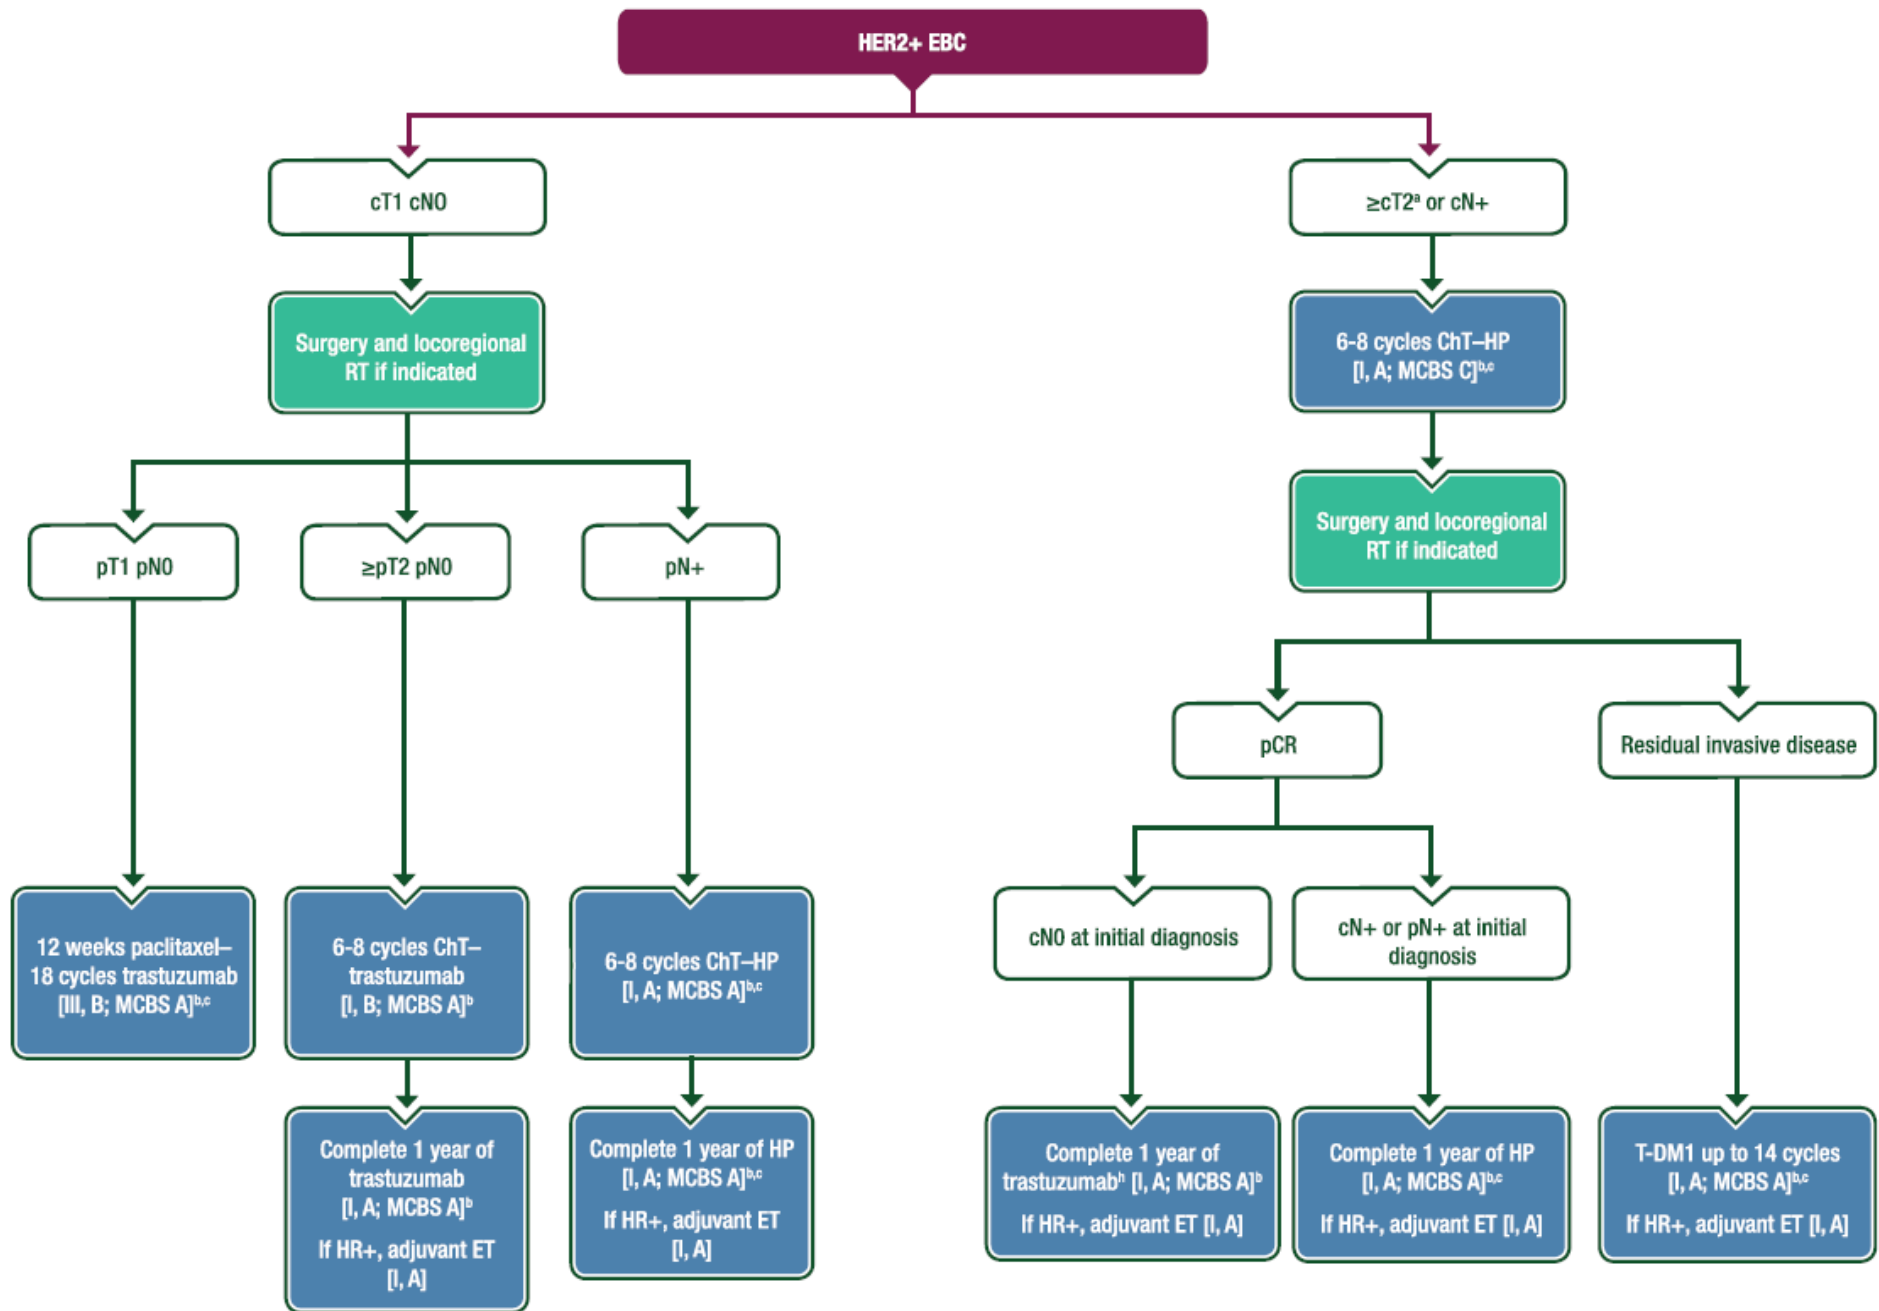 HER2+ EBC
cT1 cN0
≥cT2ᵃ or cN+
Surgery and locoregional
RT if indicated
6-8 cycles ChT–HP
[I, A; MCBS C]ᵇ,ᶜ
Surgery and locoregional
RT if indicated
pT1 pN0
≥pT2 pN0
pN+
pCR
Residual invasive disease
12 weeks paclitaxel–
18 cycles trastuzumab
[III, B; MCBS A]ᵇ,ᶜ
6-8 cycles ChT–
trastuzumab
[I, B; MCBS A]ᵇ
6-8 cycles ChT–HP
[I, A; MCBS A]ᵇ,ᶜ
cN0 at initial diagnosis
cN+ or pN+ at initial
diagnosis
Complete 1 year of
trastuzumab
[I, A; MCBS A]ᵇ
If HR+, adjuvant ET
[I, A]
Complete 1 year of HP
[I, A; MCBS A]ᵇ,ᶜ
If HR+, adjuvant ET
[I, A]
Complete 1 year of
trastuzumabʰ [I, A; MCBS A]ᵇ
If HR+, adjuvant ET [I, A]
Complete 1 year of HP
[I, A; MCBS A]ᵇ,ᶜ
If HR+, adjuvant ET [I, A]
T-DM1 up to 14 cycles
[I, A; MCBS A]ᵇ,ᶜ
If HR+, adjuvant ET [I, A]